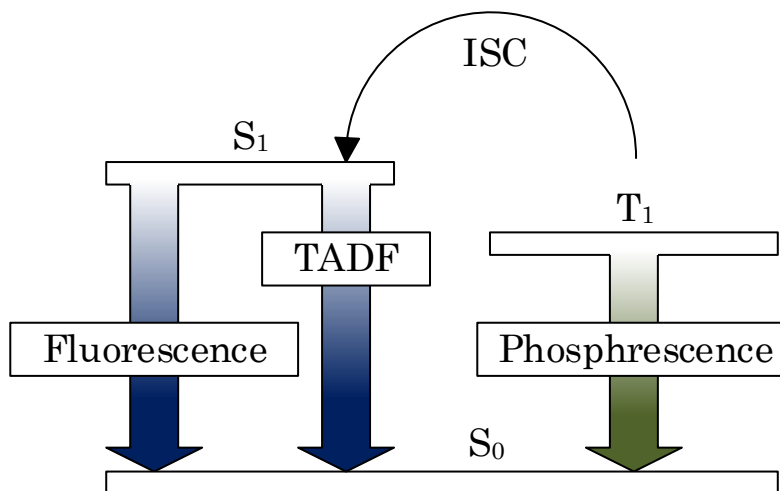 ISC
S₁
T₁
TADF
Fluorescence
Phosphrescence
S₀